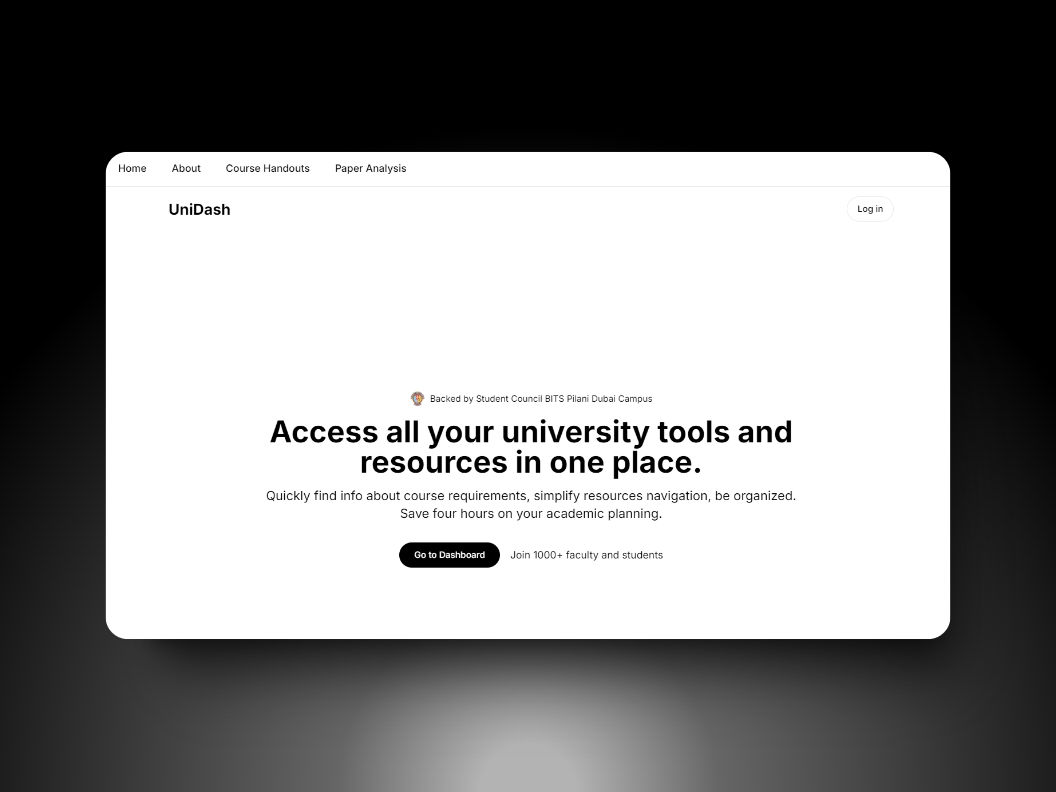 Home About Course Handouts Paper Analysis
UniDash Log in
Backed by Student Council BITS Pilani Dubai Campus
Access all your university tools and
resources in one place.
Quickly find info about course requirements, simplify resources navigation, be organized.
Save four hours on your academic planning.
Go to Dashboard Join 1000+ faculty and students